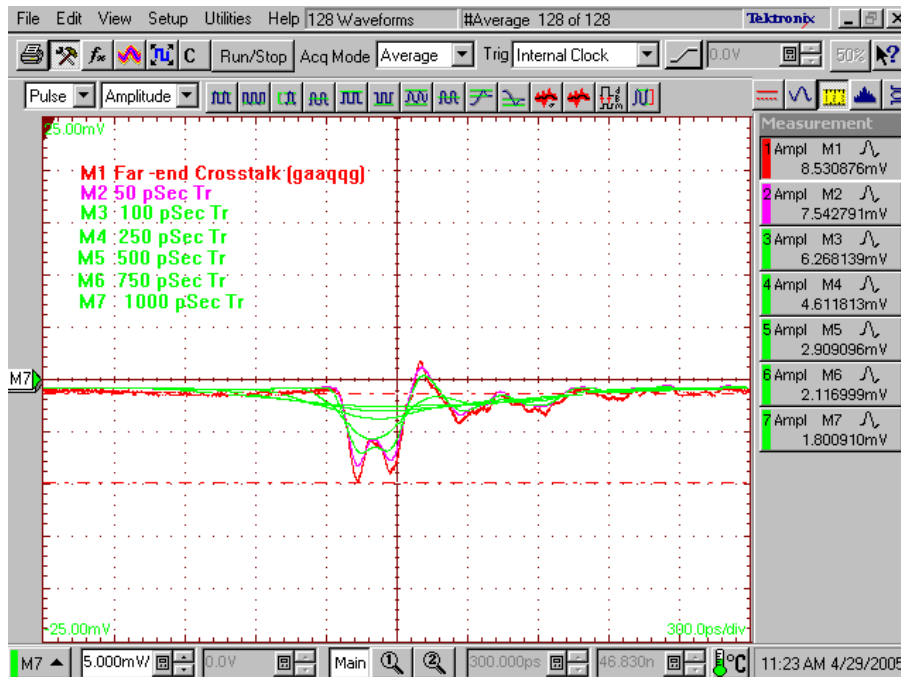 File Edit View Setup Utilities Help 128 Waveforms #Average 128 of 128 Tektronix
fx C Run/Stop Acq Mode Average Trig Internal Clock 0.0V 50%
Pulse Amplitude
25.00mV
M1 Far -end Crosstalk (gaaqqg)
M2 50 pSec Tr
M3 : 100 pSec Tr
M4 :250 pSec Tr
M5 :500 pSec Tr
M6 .750 pSec Tr
M7 : 1000 pSec Tr
M7
-25.00mV
300.0ps/div
Measurement
1 Ampl M1
8.530876mV
2 Ampl M2
7.542791mV
3 Ampl M3
6.268139mV
4 Ampl M4
4.611813mV
5 Ampl M5
2.909096mV
6 Ampl M6
2.116999mV
7 Ampl M7
1.800910mV
M7 5.000mV/ 0.0V Main 1 2 300.000ps 46.830n °C 11:23 AM 4/29/2005